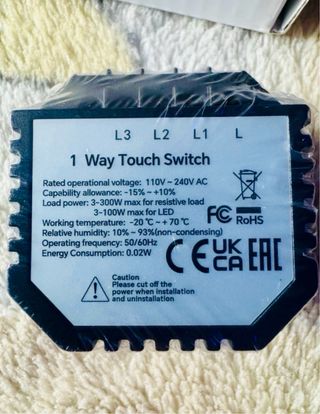 L3 L2 L1 L
1 Way Touch Switch
Rated operational voltage: 110V ~ 240V AC
Capability allowance: -15% ~ +10%
Load power: 3-300W max for resistive load
3-100W max for LED
Working temperature: -20 ℃ ~ + 70 ℃
Relative humidity: 10% ~ 93%(non-condensing)
Operating frequency: 50/60Hz
Energy Consumption: 0.02W
FC RoHS
CE UK CA EAC
Caution
Please cut off the
power when installation
and uninstallation